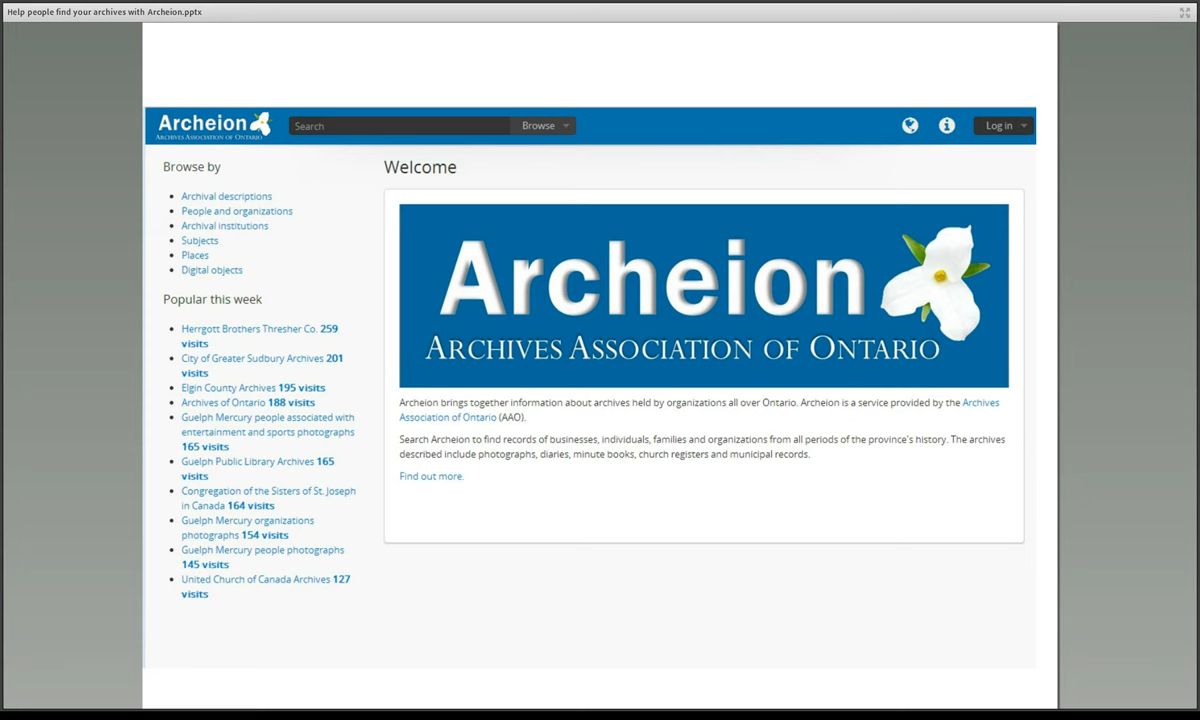 Help people find your archives with Archeion.pptx
Archeion
ARCHIVES ASSOCIATION OF ONTARIO
Search
Browse
Log in
Browse by
Archival descriptions
People and organizations
Archival institutions
Subjects
Places
Digital objects
Popular this week
Herrgott Brothers Thresher Co. 259
visits
City of Greater Sudbury Archives 201
visits
Elgin County Archives 195 visits
Archives of Ontario 188 visits
Guelph Mercury people associated with
entertainment and sports photographs
165 visits
Guelph Public Library Archives 165
visits
Congregation of the Sisters of St. Joseph
in Canada 164 visits
Guelph Mercury organizations
photographs 154 visits
Guelph Mercury people photographs
145 visits
United Church of Canada Archives 127
visits
Welcome
Archeion
ARCHIVES ASSOCIATION OF ONTARIO
Archeion brings together information about archives held by organizations all over Ontario. Archeion is a service provided by the Archives
Association of Ontario (AAO).
Search Archeion to find records of businesses, individuals, families and organizations from all periods of the province's history. The archives
described include photographs, diaries, minute books, church registers and municipal records.
Find out more.